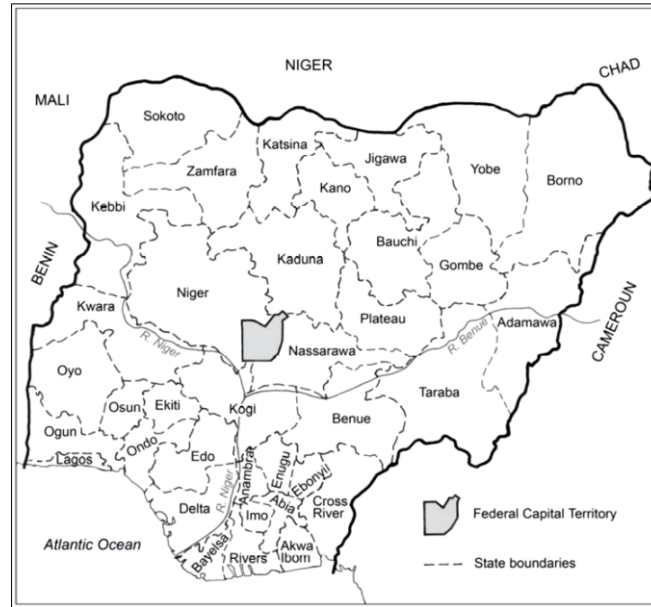 NIGER
CHAD
MALI
Sokoto
Katsina
Jigawa
Zamfara
Yobe
Kano
Borno
Kebbi
BENIN
Bauchi
Kaduna
Gombe
Niger
Kwara
Plateau
Adamawa
CAMEROUN
R. Niger
Nassarawa
R. Benue
Oyo
Taraba
Osun
Ekiti
Kogi
Benue
Ogun
Ondo
Edo
Lagos
Anambra
Enugu
Ebonyil
R. Niger
Delta
Abia
Cross
River
Imo
Federal Capital Territory
Atlantic Ocean
Bayelsa
Rivers
Akwa
Ibom
State boundaries